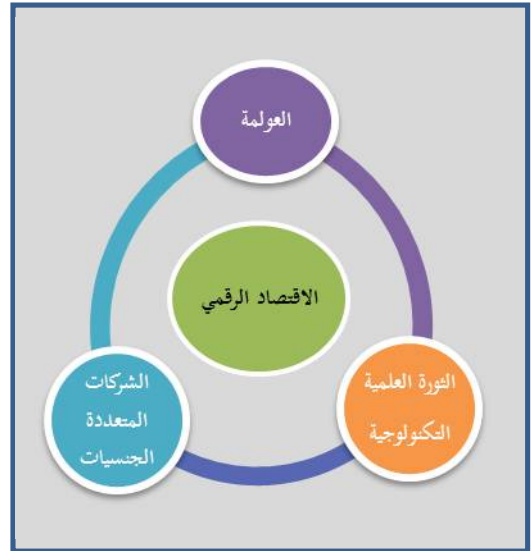 العولمة
الاقتصاد الرقمي
الثورة العلمية
التكنولوجية
الشركات
المتعددة
الجنسيات